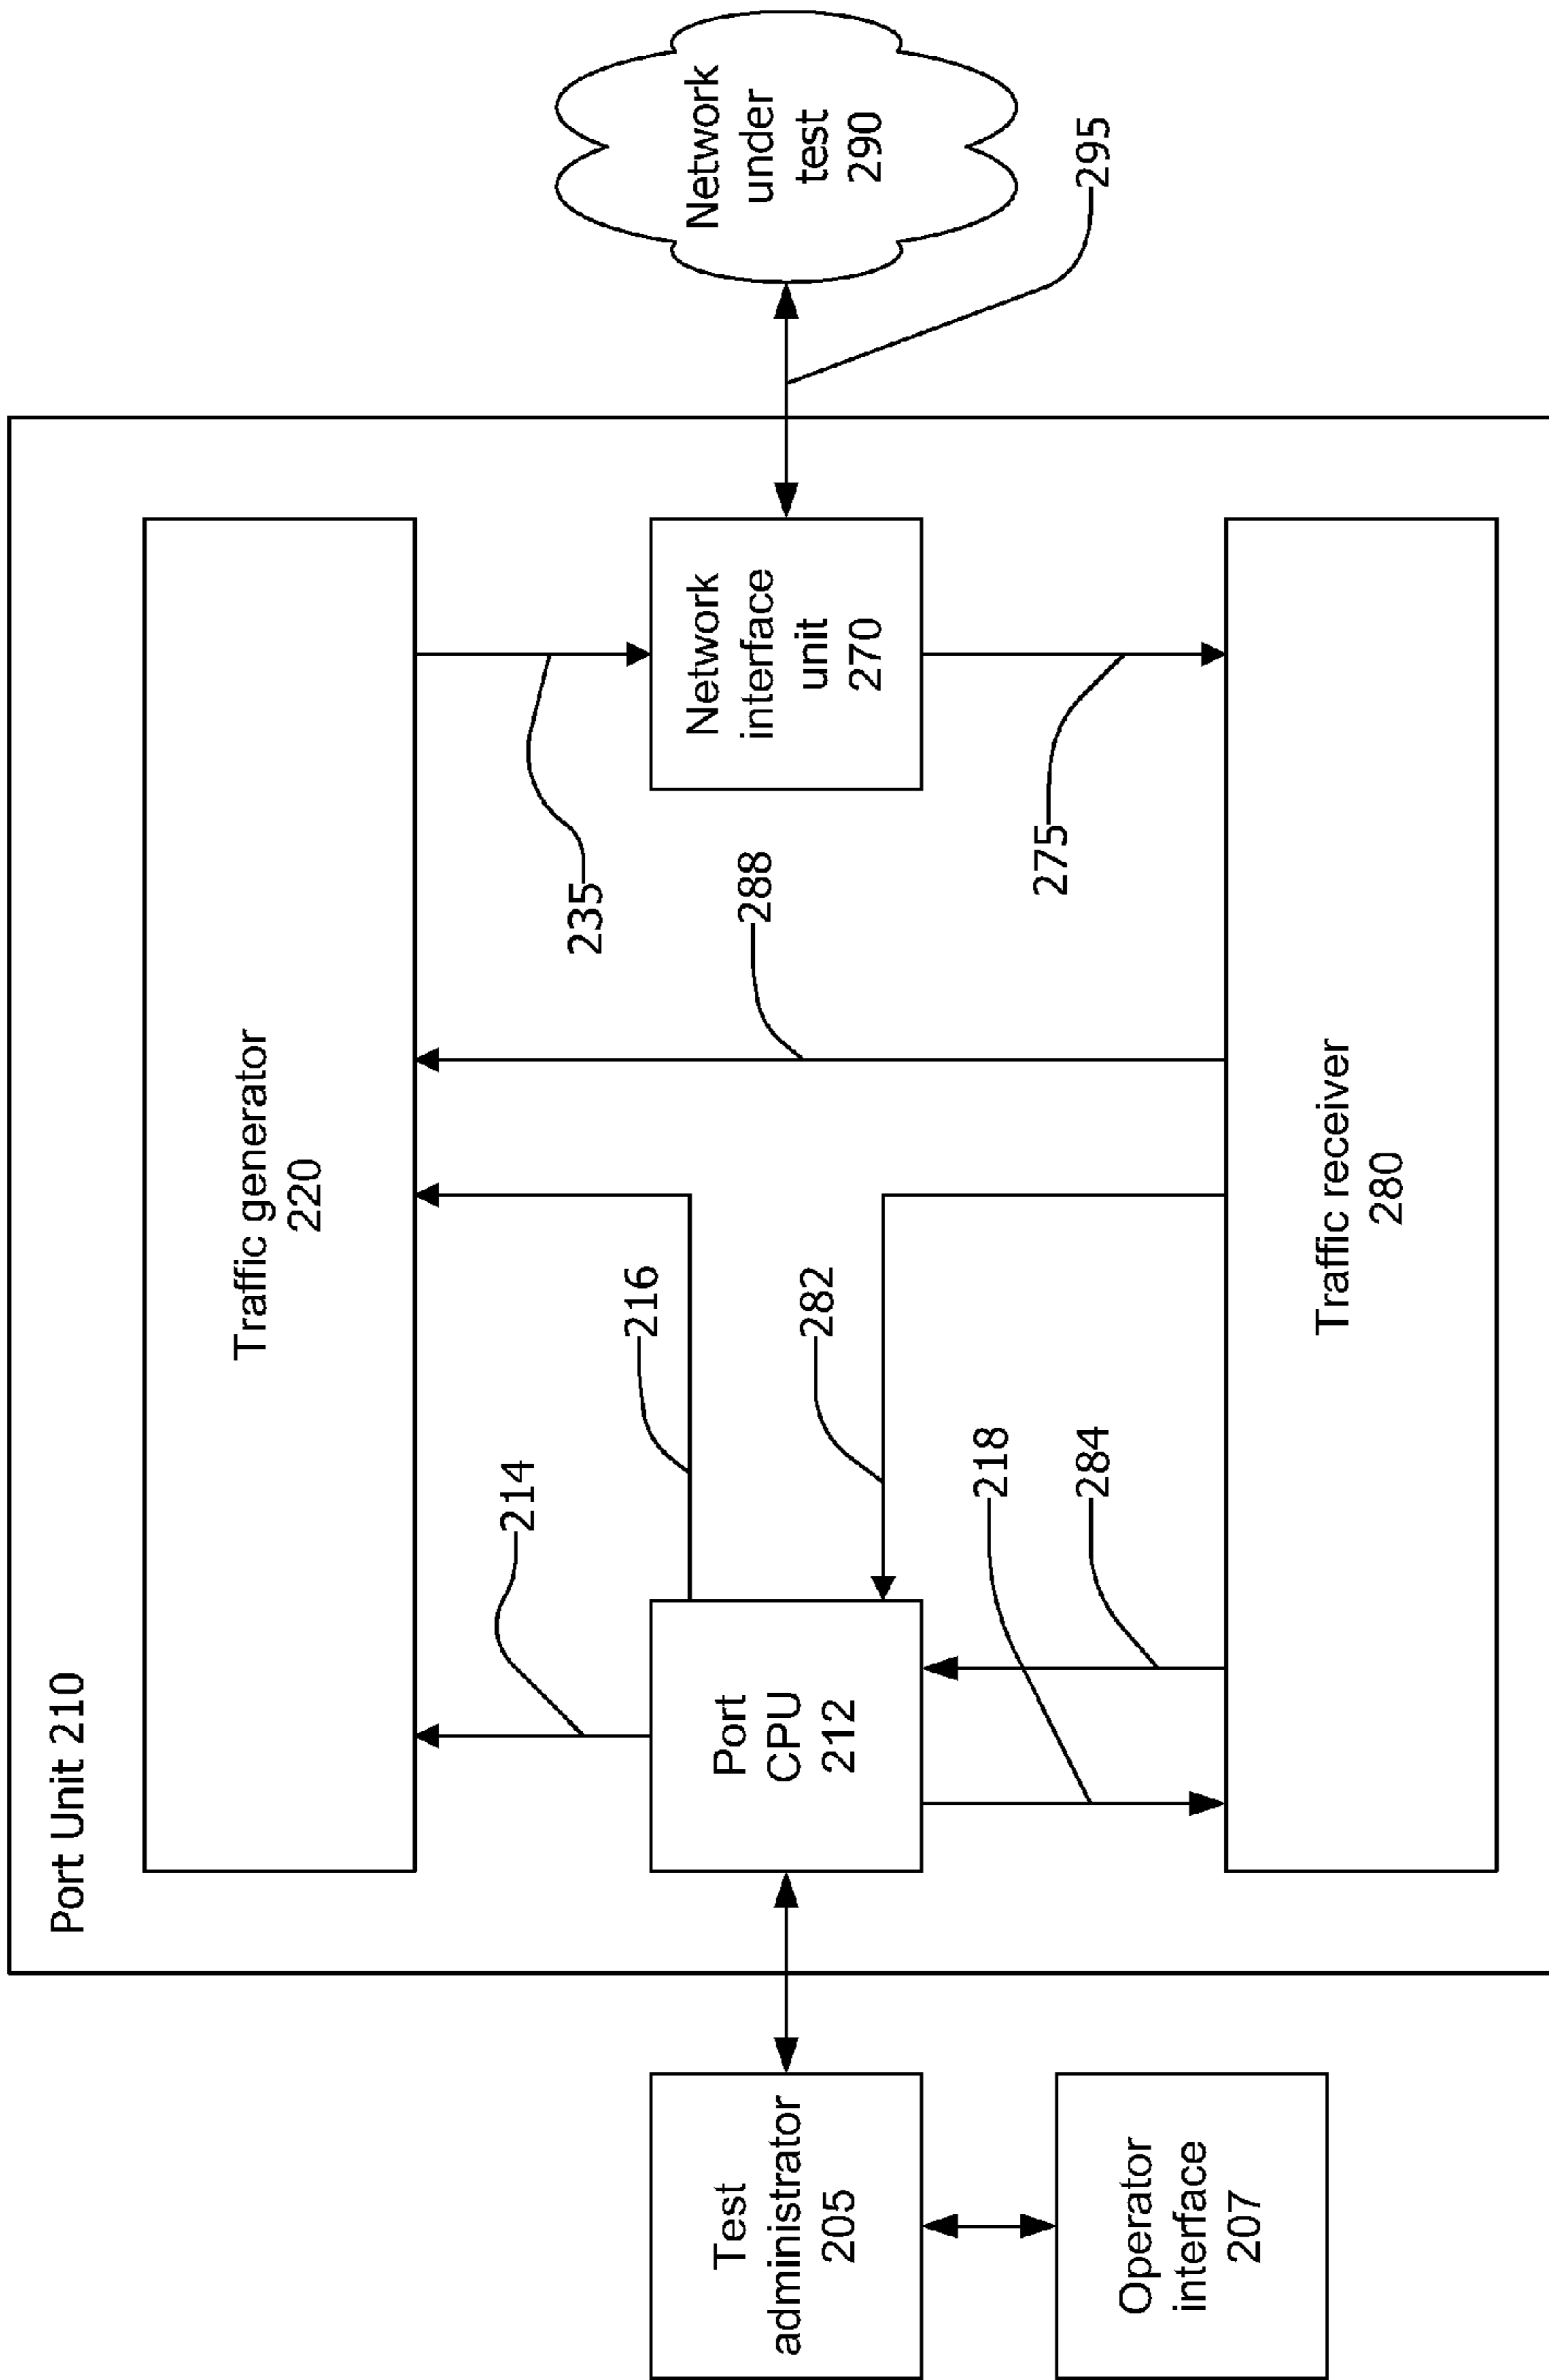 Port Unit 210
Traffic generator
220
214
216
235
Test
administrator
205
Port
CPU
212
288
Network
interface
unit
270
Network
under
test
290
282
218
284
275
295
Operator
interface
207
Traffic receiver
280